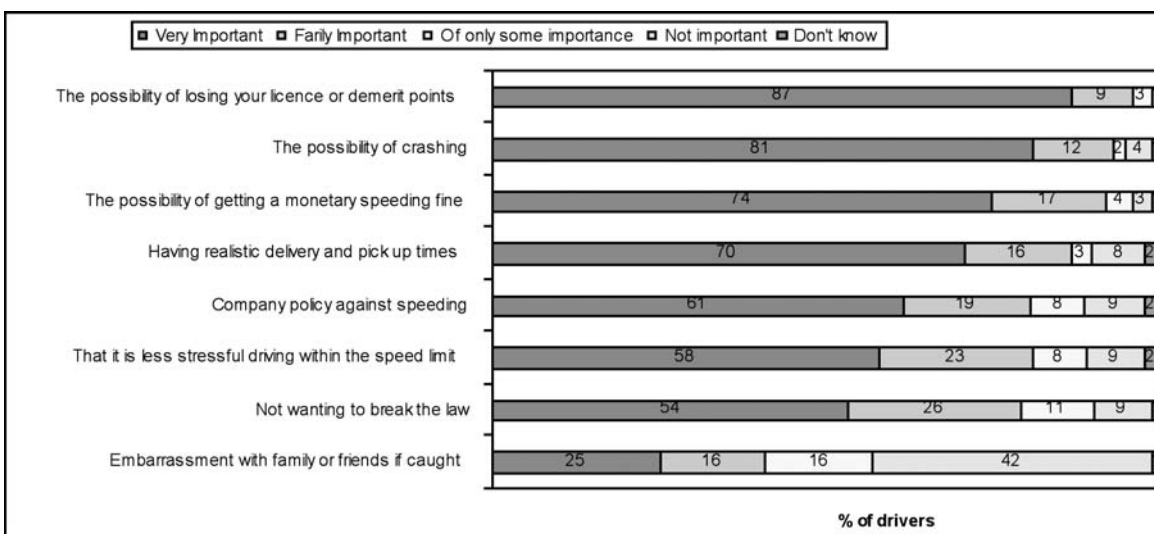 Very Important Farily Important Of only some importance Not important Don't know
The possibility of losing your licence or demerit points 87 9 3
The possibility of crashing 81 12 2 4
The possibility of getting a monetary speeding fine 74 17 4 3
Having realistic delivery and pick up times 70 16 3 8 2
Company policy against speeding 61 19 8 9 2
That it is less stressful driving within the speed limit 58 23 8 9 2
Not wanting to break the law 54 26 11 9
Embarrassment with family or friends if caught 25 16 16 42
% of drivers